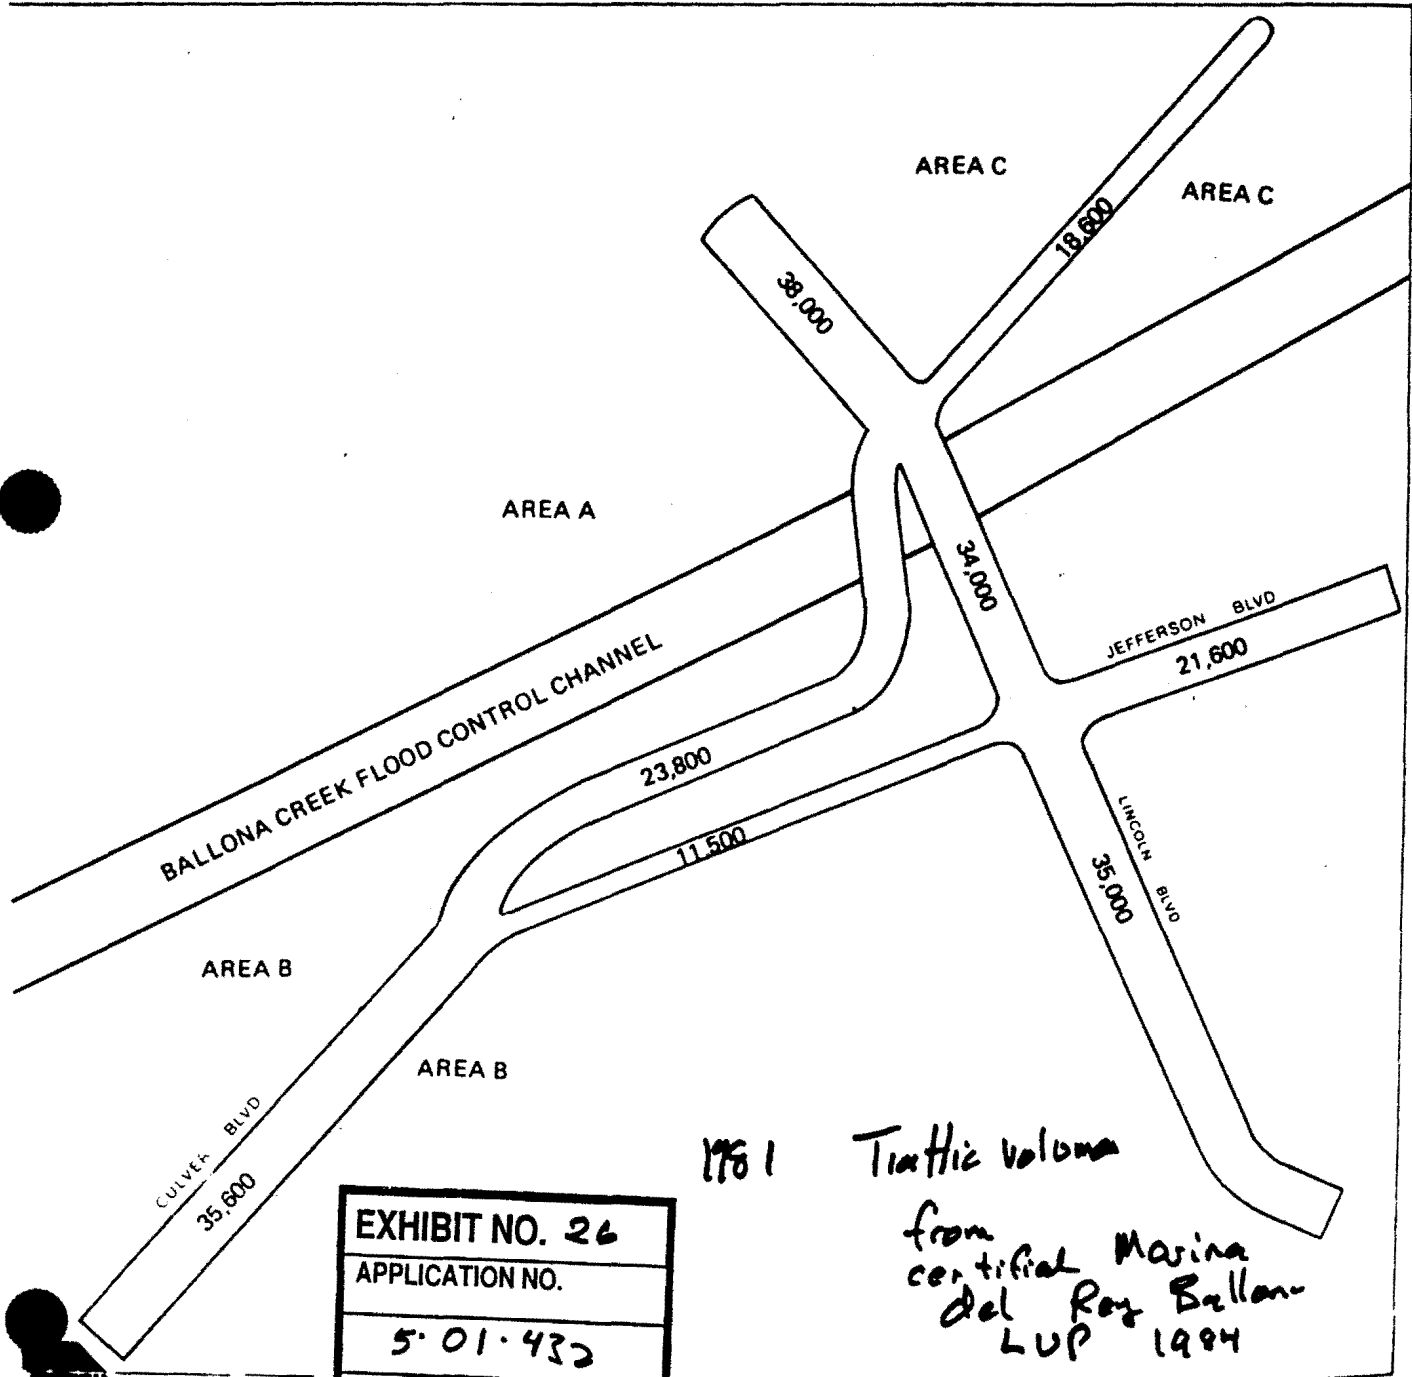 AREA C
AREA C
18,600
38,000
AREA A
34,000
JEFFERSON BLVD
21,600
BALLONA CREEK FLOOD CONTROL CHANNEL
23,800
11,500
LINCOLN BLVD
35,000
AREA B
AREA B
CULVER BLVD
35,600
1981 Traffic volume
from
certified Marina
del Rey Ballona
LUP 1984
EXHIBIT NO. 26
APPLICATION NO.
5·01·432